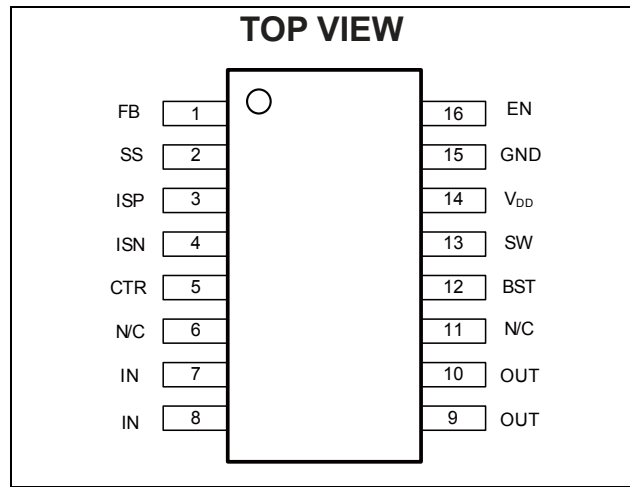 TOP VIEW
FB 1 16 EN
SS 2 15 GND
ISP 3 14 VDD
ISN 4 13 SW
CTR 5 12 BST
N/C 6 11 N/C
IN 7 10 OUT
IN 8 9 OUT